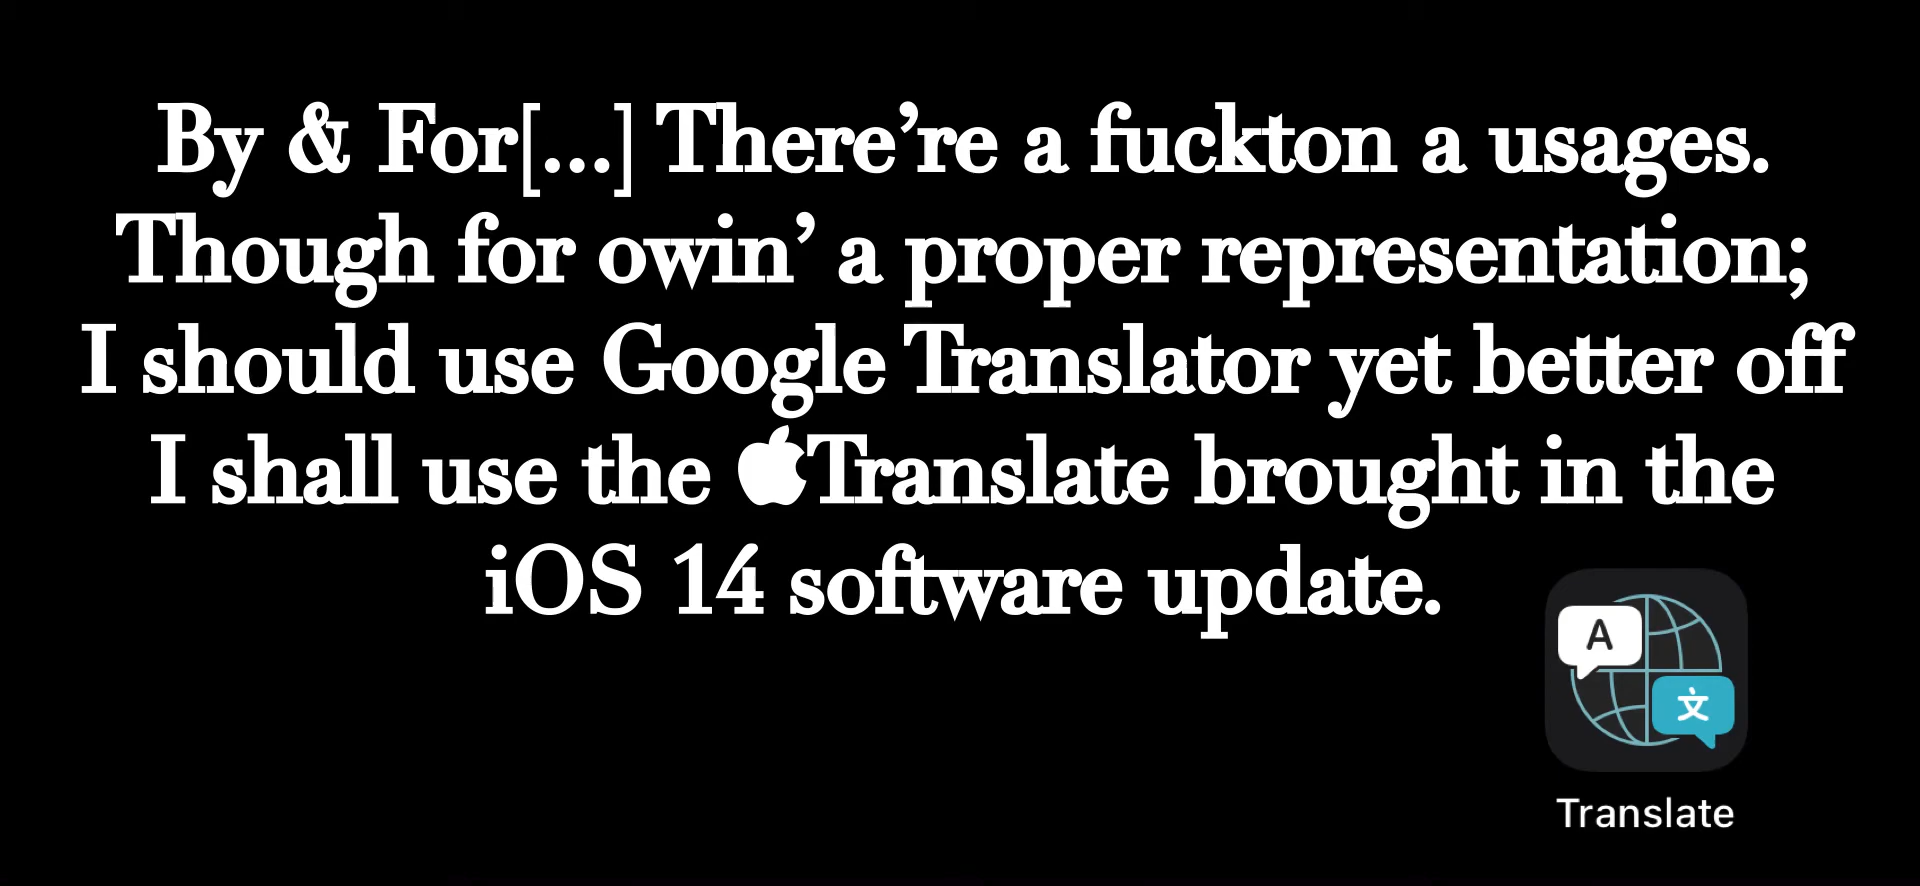 By & For[...] There’re a fuckton a usages.
Though for owin’ a proper representation;
I should use Google Translator yet better off
I shall use the Translate brought in the
iOS 14 software update.
A
文
Translate